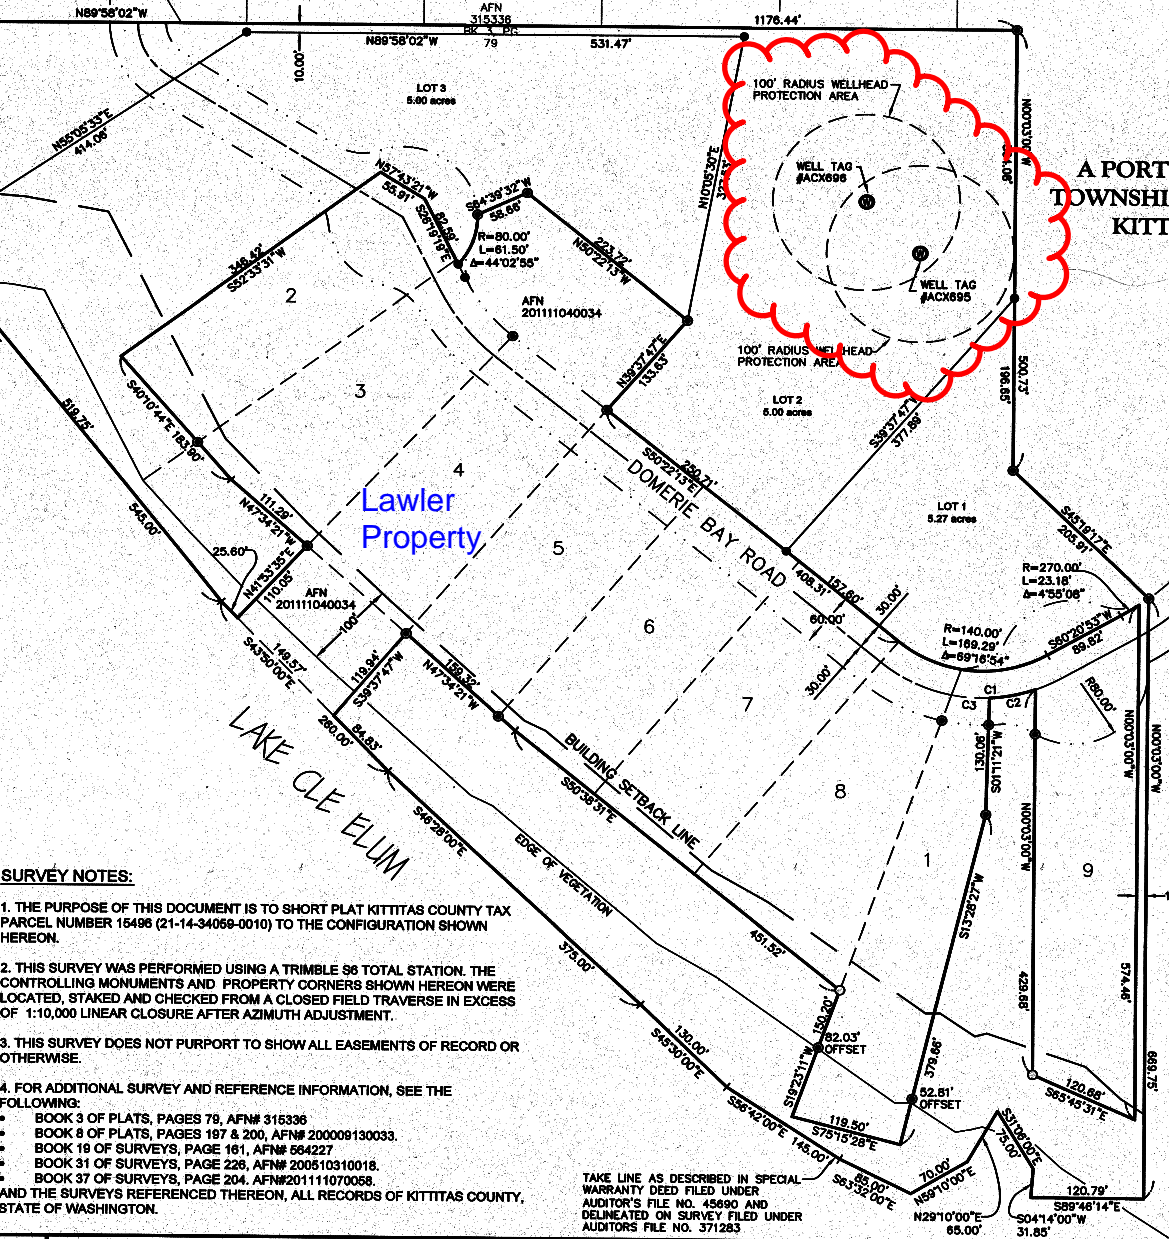 N89°58'02"W
AFN
315336
BK 3, PG
79
1176.44'
N89°58'02"W
531.47'
10.00'
LOT 3
5.00 acres
100' RADIUS WELLHEAD
PROTECTION AREA
N55°05'33"E
414.06'
N00°03'00"W
A PORT
TOWNSHI
KITT
WELL TAG
#ACX696
N10°05'30"E
N57°43'21"W
55.91'
S64°39'32"W
58.66'
S26°19'19"E
82.59'
R=80.00'
L=61.50'
Δ=44°02'55"
223.72'
N50°22'13"W
346.42'
S52°33'31"W
2
AFN
201111040034
WELL TAG
#ACX695
100' RADIUS WELLHEAD
PROTECTION AREA
N39°37'47"E
133.63'
500.73'
196.65'
3
LOT 2
5.00 acres
S39°37'47"W
377.89'
S40°10'44"E 183.90'
519.75'
545.00'
4
250.71'
S50°22'13"E
DOMERIE BAY ROAD
Lawler
Property
111.29'
N47°34'21"W
LOT 1
5.27 acres
S45°19'17"E
205.91'
5
25.60'
N41°53'35"E
110.05'
AFN
201111040034
100'
R=270.00'
L=23.18'
Δ=4°55'08"
157.60'
408.31'
30.00'
60.00'
6
R=140.00'
L=169.29'
Δ=69°16'54"
S60°20'53"W
89.82'
149.57'
S43°50'00"E
119.94'
S39°37'47"W
159.32'
N47°34'21"W
30.00'
C1
C2
C3
R80.00'
7
260.00'
84.83'
LAKE CLE ELUM
BUILDING SETBACK LINE
S50°38'31"E
130.06'
S01°11'21"W
N00°03'00"W
N00°03'00"W
N00°03'00"W
8
S46°28'00"E
EDGE OF VEGETATION
1
9
S13°28'27"W
SURVEY NOTES:
1. THE PURPOSE OF THIS DOCUMENT IS TO SHORT PLAT KITTITAS COUNTY TAX
PARCEL NUMBER 15496 (21-14-34059-0010) TO THE CONFIGURATION SHOWN
HEREON.
2. THIS SURVEY WAS PERFORMED USING A TRIMBLE S6 TOTAL STATION. THE
CONTROLLING MONUMENTS AND PROPERTY CORNERS SHOWN HEREON WERE
LOCATED, STAKED AND CHECKED FROM A CLOSED FIELD TRAVERSE IN EXCESS
OF 1:10,000 LINEAR CLOSURE AFTER AZIMUTH ADJUSTMENT.
3. THIS SURVEY DOES NOT PURPORT TO SHOW ALL EASEMENTS OF RECORD OR
OTHERWISE.
4. FOR ADDITIONAL SURVEY AND REFERENCE INFORMATION, SEE THE
FOLLOWING:
• BOOK 3 OF PLATS, PAGES 79, AFN# 315336
• BOOK 8 OF PLATS, PAGES 197 & 200, AFN# 200009130033.
• BOOK 19 OF SURVEYS, PAGE 161, AFN# 564227
• BOOK 31 OF SURVEYS, PAGE 226, AFN# 200510310018.
• BOOK 37 OF SURVEYS, PAGE 204. AFN#201111070058.
AND THE SURVEYS REFERENCED THEREON, ALL RECORDS OF KITTITAS COUNTY,
STATE OF WASHINGTON.
451.52'
375.00'
429.68'
574.46'
669.75'
150.20'
S19°23'11"W
82.03'
OFFSET
379.66'
52.81'
OFFSET
130.00'
S45°30'00"E
120.68'
S65°45'31"E
S56°42'00"E
145.00'
119.50'
S75°15'28"E
S31°06'00"E
75.00'
85.00'
S63°32'00"E
70.00'
N59°10'00"E
120.79'
S89°46'14"E
N29°10'00"E
65.00'
S04°14'00"W
31.85'
TAKE LINE AS DESCRIBED IN SPECIAL
WARRANTY DEED FILED UNDER
AUDITOR'S FILE NO. 45690 AND
DELINEATED ON SURVEY FILED UNDER
AUDITORS FILE NO. 371283